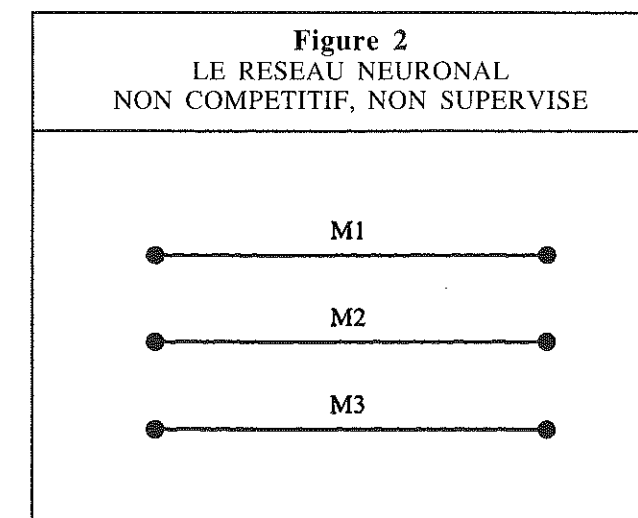 Figure 2
LE RESEAU NEURONAL
NON COMPETITIF, NON SUPERVISE
M1
M2
M3